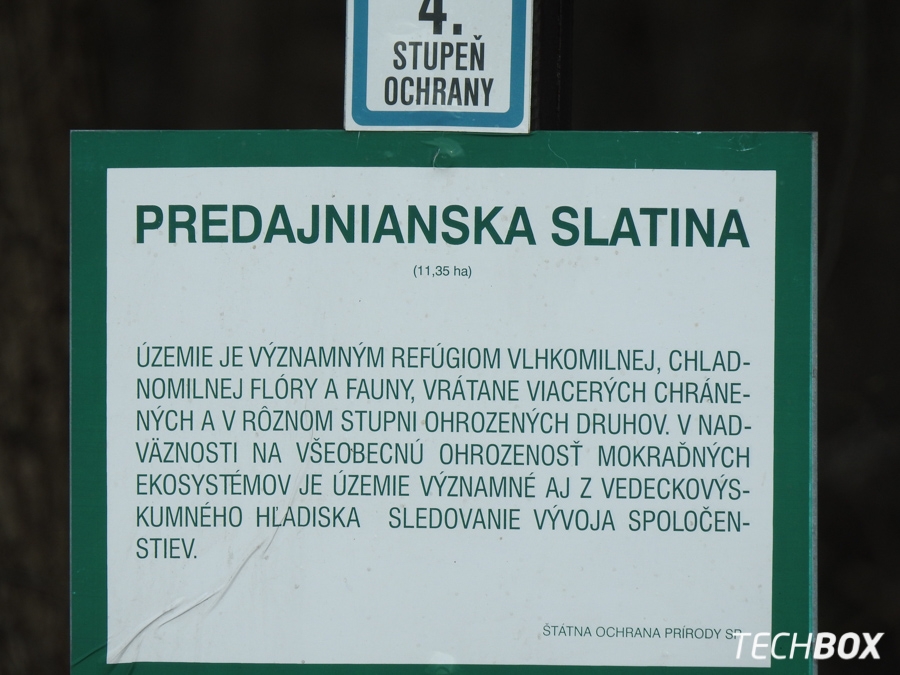 4.
STUPEŇ
OCHRANY
PREDAJNIANSKA SLATINA
(11,35 ha)
ÚZEMIE JE VÝZNAMNÝM REFÚGIOM VLHKOMILNEJ, CHLAD-
NOMILNEJ FLÓRY A FAUNY, VRÁTANE VIACERÝCH CHRÁNE-
NÝCH A V RÔZNOM STUPNI OHROZENÝCH DRUHOV. V NAD-
VÄZNOSTI NA VŠEOBECNÚ OHROZENOSŤ MOKRAĎNÝCH
EKOSYSTÉMOV JE ÚZEMIE VÝZNAMNÉ AJ Z VEDECKOVÝS-
KUMNÉHO HĽADISKA SLEDOVANIE VÝVOJA SPOLOČEN-
STIEV.
ŠTÁTNA OCHRANA PRÍRODY SR
TECHBOX